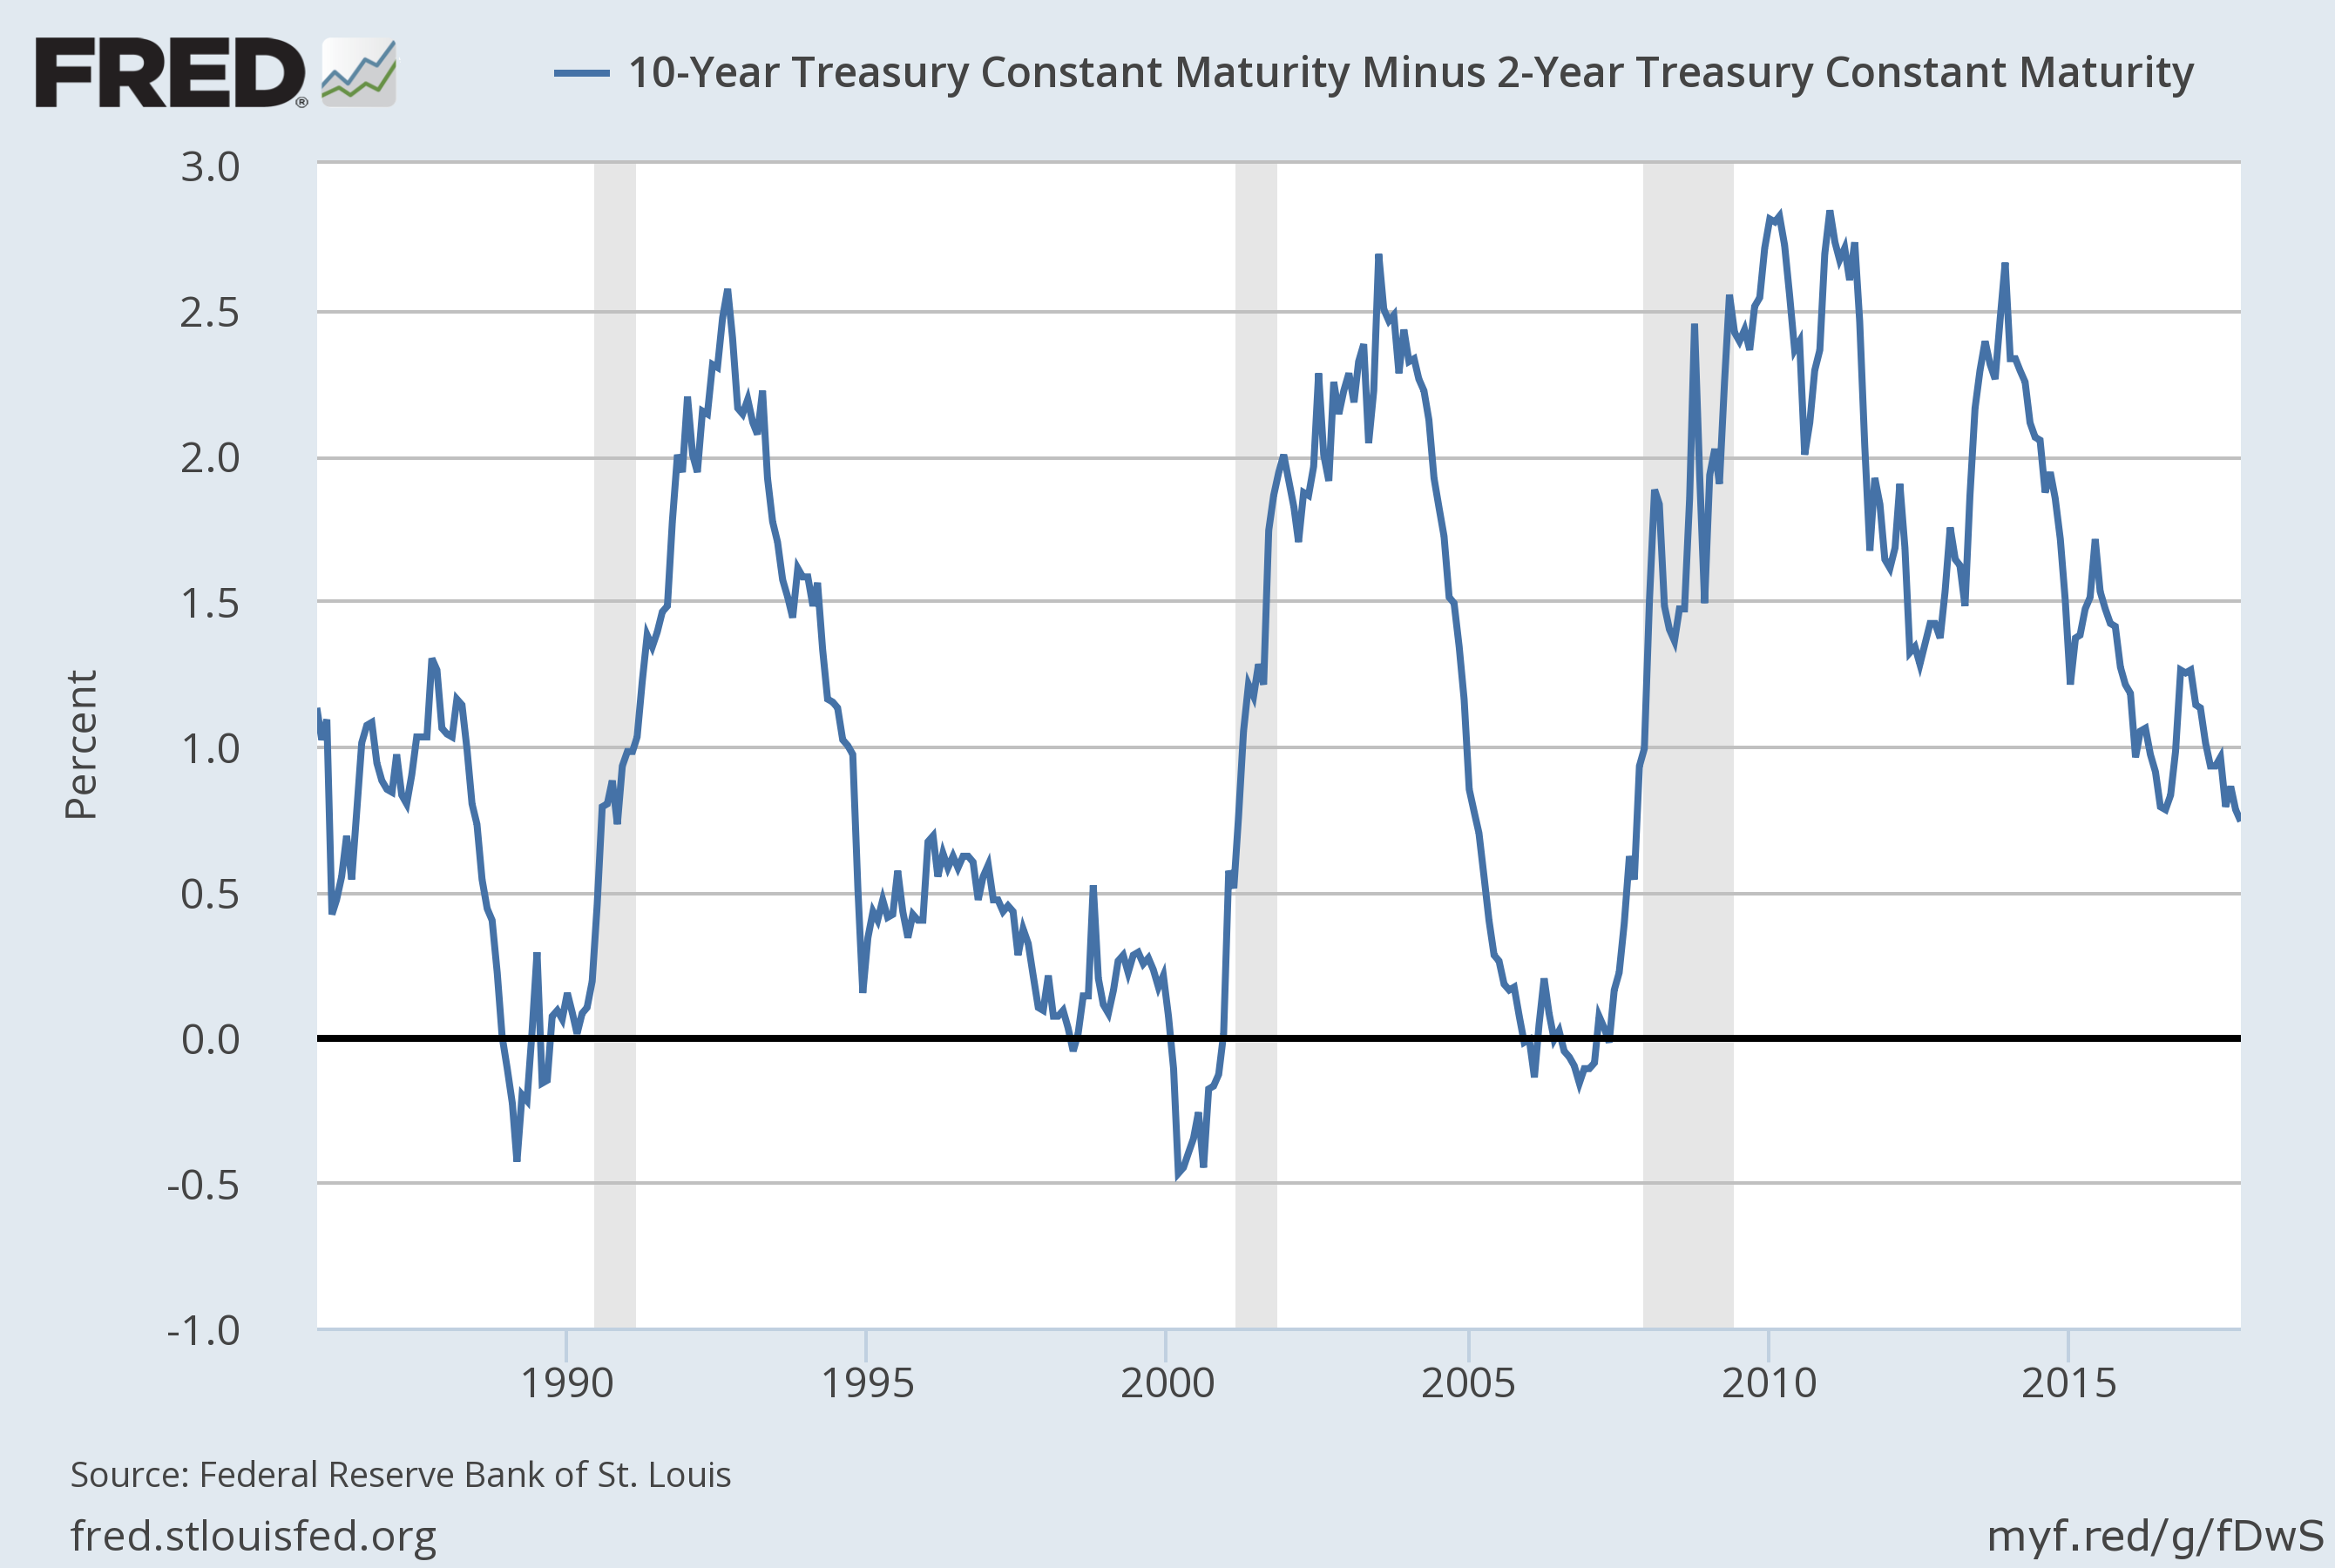 FRED®
10-Year Treasury Constant Maturity Minus 2-Year Treasury Constant Maturity
3.0
2.5
2.0
1.5
1.0
0.5
0.0
-0.5
-1.0
Percent
1990 1995 2000 2005 2010 2015
Source: Federal Reserve Bank of St. Louis
fred.stlouisfed.org
myf.red/g/fDwS